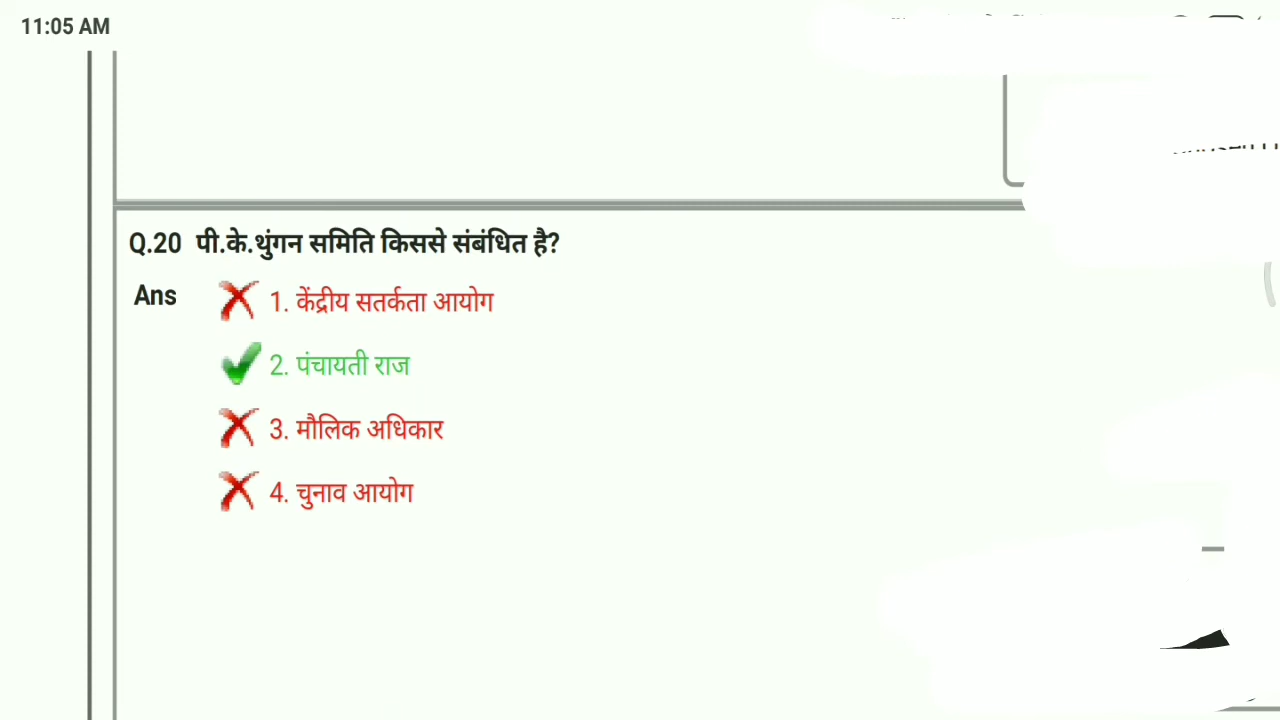 11:05 AM
Q.20 पी.के.थुंगन समिति किससे संबंधित है?
Ans 1. केंद्रीय सतर्कता आयोग
2. पंचायती राज
3. मौलिक अधिकार
4. चुनाव आयोग